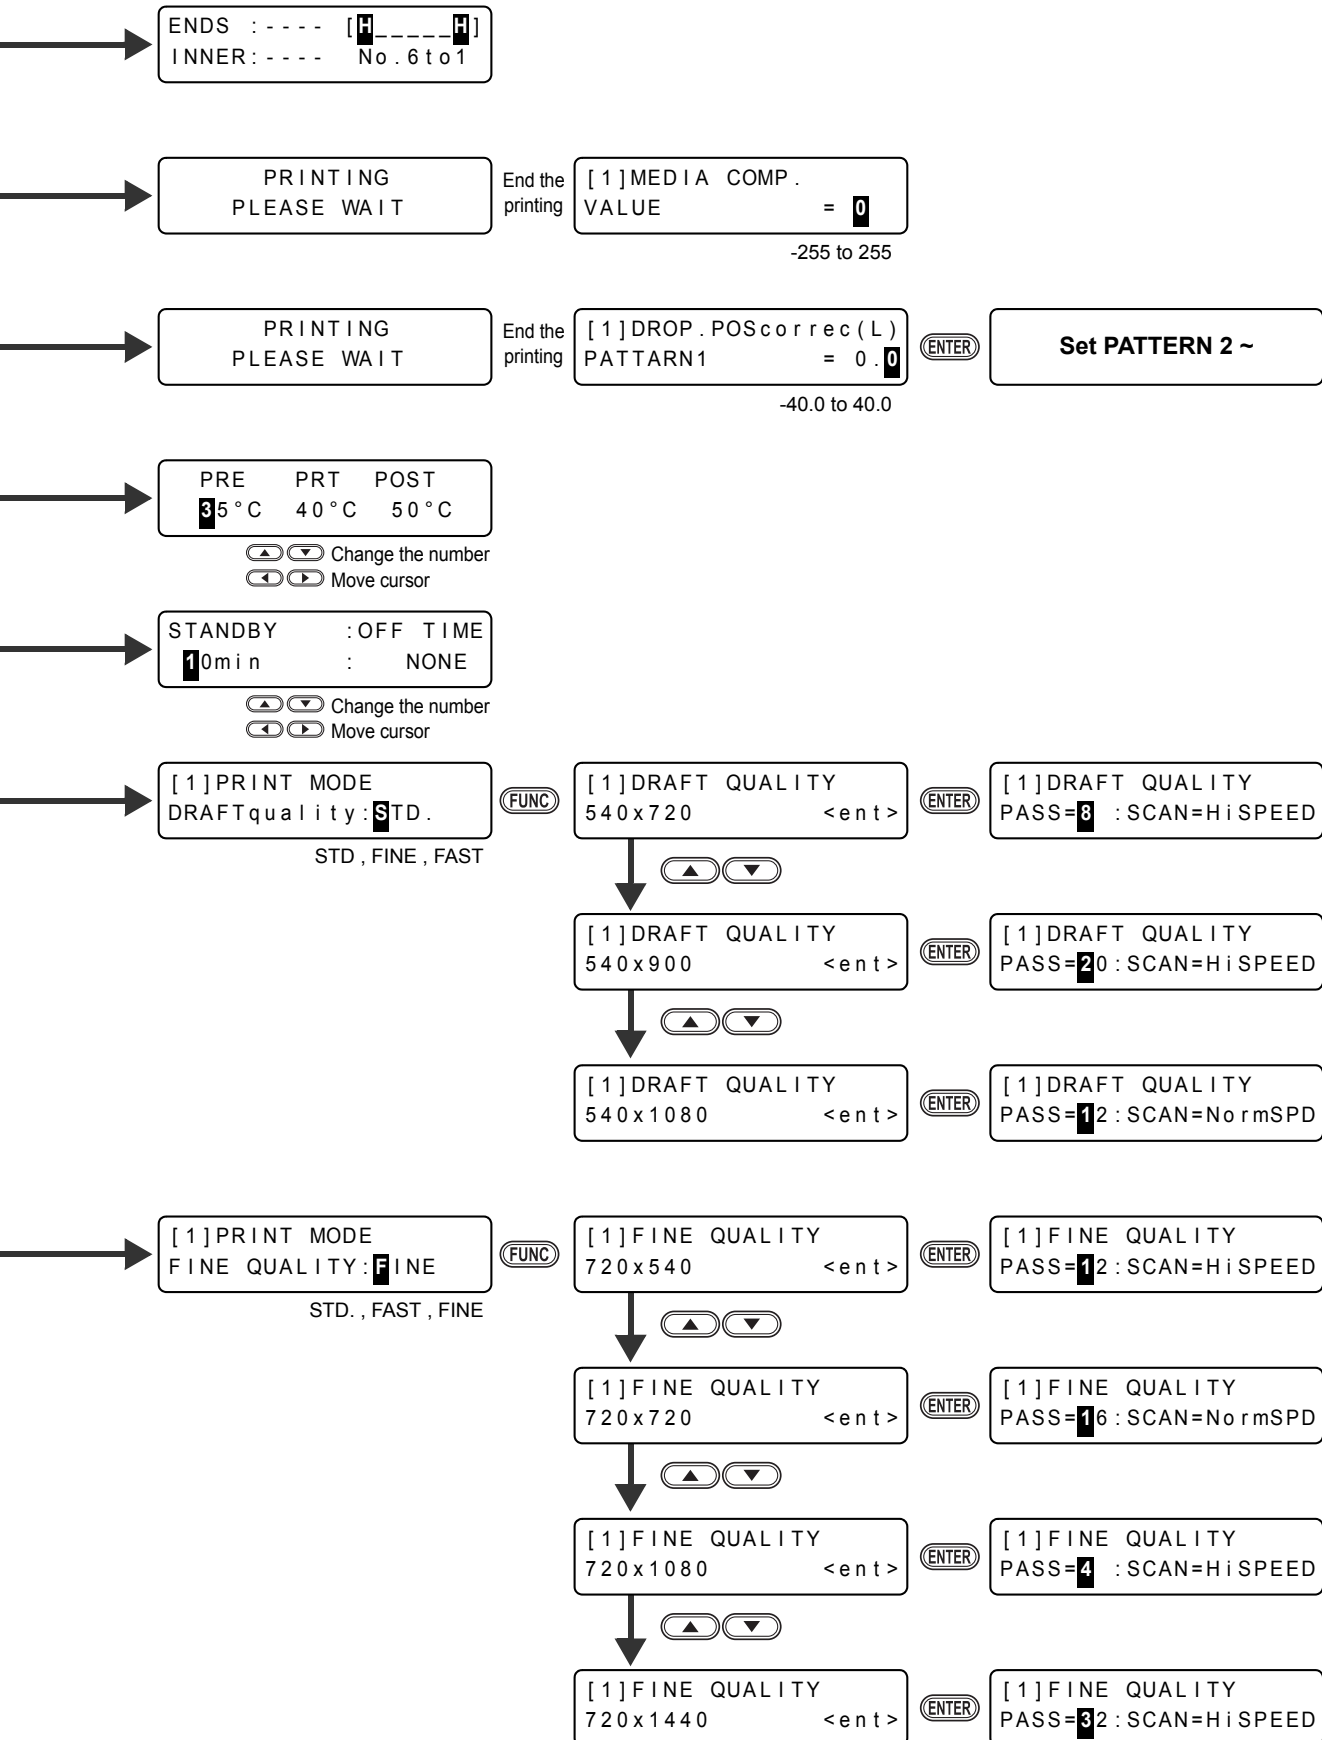 ENDS :---- [H_____H]
INNER:---- No.6to1
PRINTING
PLEASE WAIT
End the
printing
[1]MEDIA COMP.
VALUE = 0
-255 to 255
PRINTING
PLEASE WAIT
End the
printing
[1]DROP.POScorrec(L)
PATTARN1 = 0.0
-40.0 to 40.0
ENTER
Set PATTERN 2 ~
PRE PRT POST
35°C 40°C 50°C
Change the number
Move cursor
STANDBY :OFF TIME
10min : NONE
Change the number
Move cursor
[1]PRINT MODE
DRAFTquality:STD.
STD , FINE , FAST
FUNC
[1]DRAFT QUALITY
540x720 <ent>
ENTER
[1]DRAFT QUALITY
PASS=8 :SCAN=HiSPEED
[1]DRAFT QUALITY
540x900 <ent>
ENTER
[1]DRAFT QUALITY
PASS=20:SCAN=HiSPEED
[1]DRAFT QUALITY
540x1080 <ent>
ENTER
[1]DRAFT QUALITY
PASS=12:SCAN=NormSPD
[1]PRINT MODE
FINE QUALITY:FINE
STD. , FAST , FINE
FUNC
[1]FINE QUALITY
720x540 <ent>
ENTER
[1]FINE QUALITY
PASS=12:SCAN=HiSPEED
[1]FINE QUALITY
720x720 <ent>
ENTER
[1]FINE QUALITY
PASS=16:SCAN=NormSPD
[1]FINE QUALITY
720x1080 <ent>
ENTER
[1]FINE QUALITY
PASS=4 :SCAN=HiSPEED
[1]FINE QUALITY
720x1440 <ent>
ENTER
[1]FINE QUALITY
PASS=32:SCAN=HiSPEED